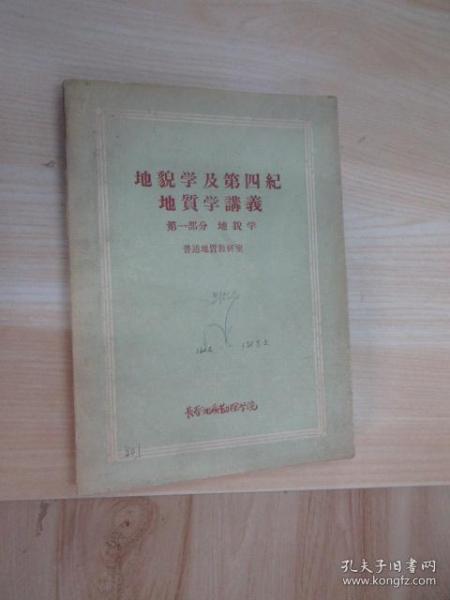 地貌学及第四紀
地質学講義
第一部分 地貌学
普通地質教研室
長春地质勘探学院
201
孔夫子旧书网
www.kongfz.com